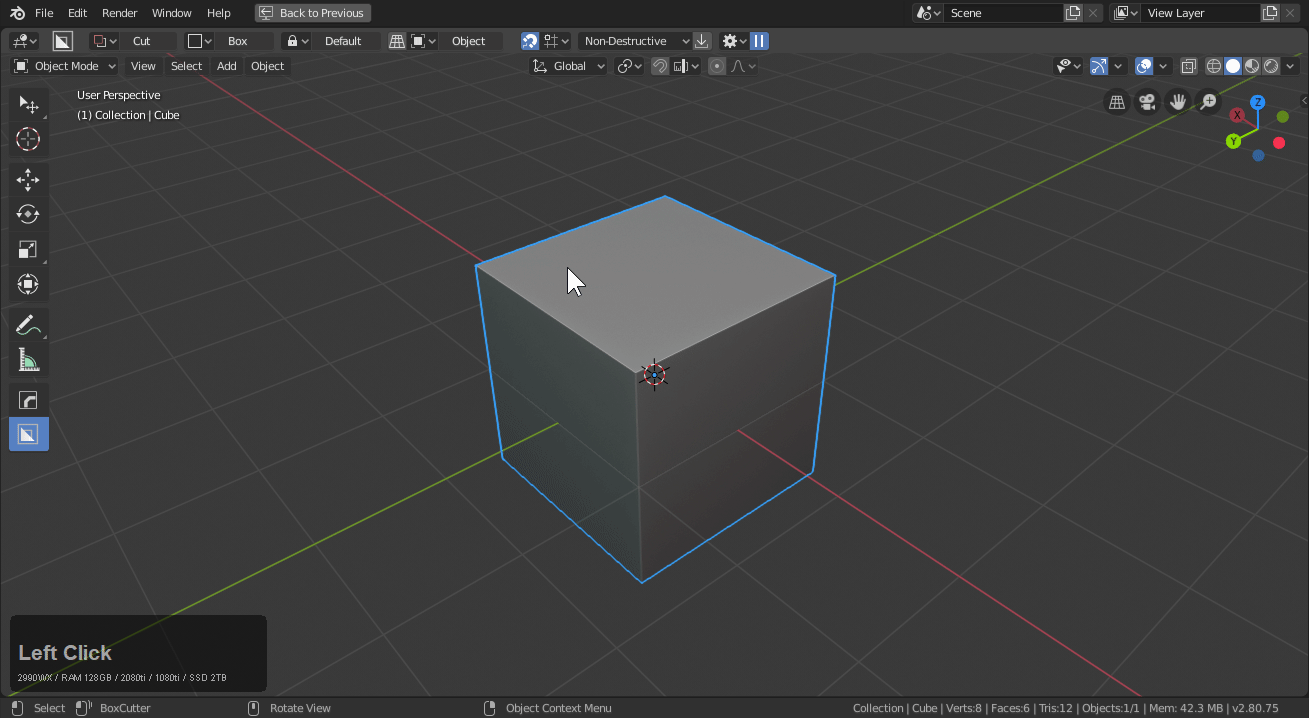 File Edit Render Window Help Back to Previous Scene View Layer
Cut Box Default Object Non-Destructive
Object Mode View Select Add Object Global
User Perspective
(1) Collection | Cube
Z
X
Y
Left Click
2990WX / RAM 128GB / 2080ti / 1080ti / SSD 2TB
Select BoxCutter Rotate View Object Context Menu Collection | Cube | Verts:8 | Faces:6 | Tris:12 | Objects:1/1 | Mem: 42.3 MB | v2.80.75